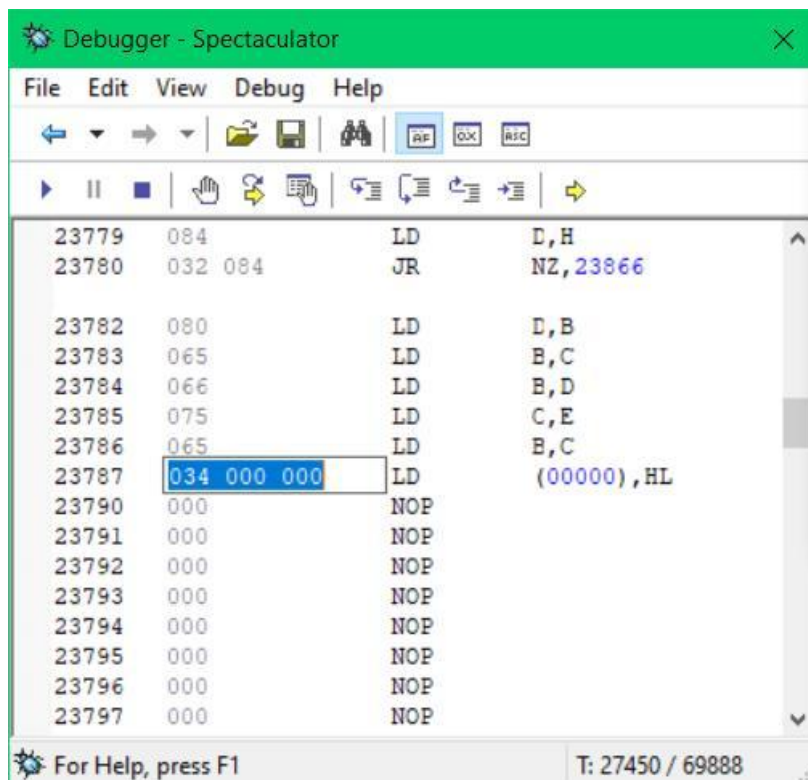 Debugger - Spectaculator
File Edit View Debug Help
AF OX ASC
23779 084 LD D,H
23780 032 084 JR NZ,23866
23782 080 LD D,B
23783 065 LD B,C
23784 066 LD B,D
23785 075 LD C,E
23786 065 LD B,C
23787 034 000 000 LD (00000),HL
23790 000 NOP
23791 000 NOP
23792 000 NOP
23793 000 NOP
23794 000 NOP
23795 000 NOP
23796 000 NOP
23797 000 NOP
For Help, press F1 T: 27450 / 69888